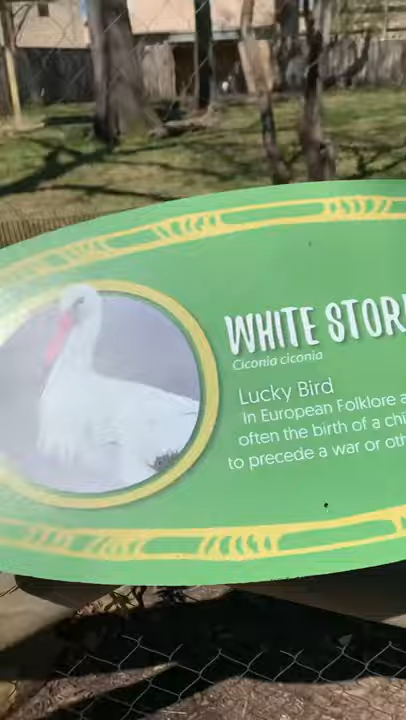 WHITE STOR
Ciconia ciconia
Lucky Bird
In European Folklore a
often the birth of a chi
to precede a war or oth